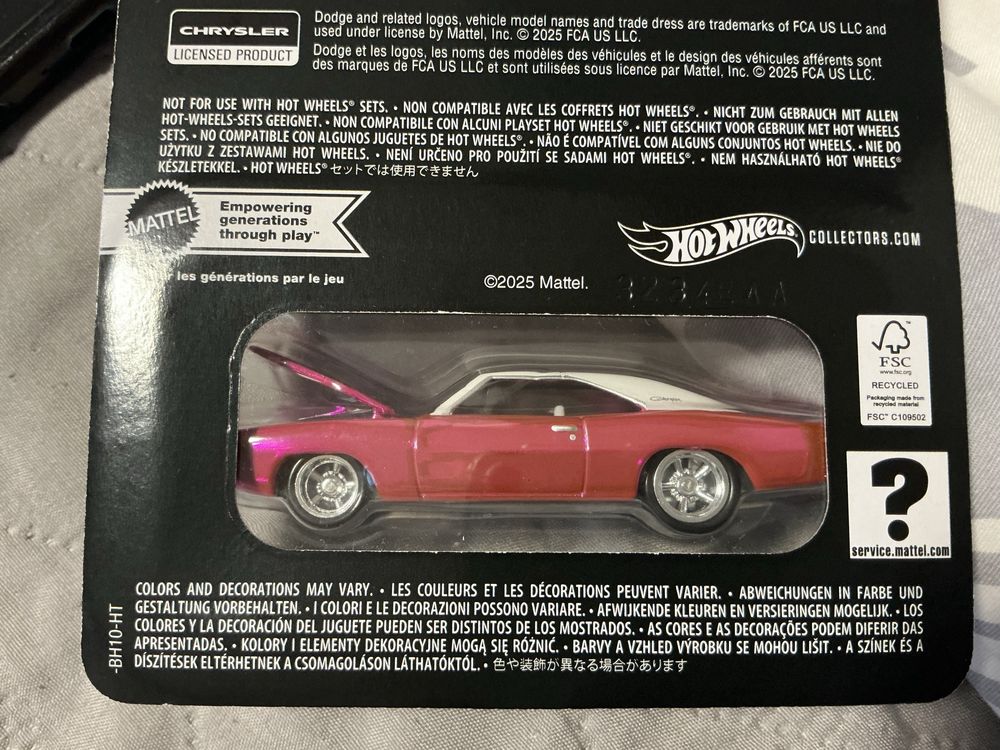 CHRYSLER
LICENSED PRODUCT
Dodge and related logos, vehicle model names and trade dress are trademarks of FCA US LLC and
used under license by Mattel, Inc. © 2025 FCA US LLC.
Dodge et les logos, les noms des modèles des véhicules et le design des véhicules afférents sont
des marques de FCA US LLC et sont utilisées sous licence par Mattel, Inc. © 2025 FCA US LLC.
NOT FOR USE WITH HOT WHEELS® SETS. • NON COMPATIBLE AVEC LES COFFRETS HOT WHEELS®. • NICHT ZUM GEBRAUCH MIT ALLEN
HOT-WHEELS-SETS GEEIGNET. • NON COMPATIBILE CON ALCUNI PLAYSET HOT WHEELS®. • NIET GESCHIKT VOOR GEBRUIK MET HOT WHEELS
SETS. • NO COMPATIBLE CON ALGUNOS JUGUETES DE HOT WHEELS®. • NÃO É COMPATÍVEL COM ALGUNS CONJUNTOS HOT WHEELS. • NIE DO
UŻYTKU Z ZESTAWAMI HOT WHEELS. • NENÍ URČENO PRO POUŽITÍ SE SADAMI HOT WHEELS®. • NEM HASZNÁLHATÓ HOT WHEELS®
KÉSZLETEKKEL. • HOT WHEELS® セットでは使用できません
MATTEL
Empowering
generations
through play™
les générations par le jeu
Hot Wheels®
COLLECTORS.COM
©2025 Mattel.
Charger
™
FSC
www.fsc.org
RECYCLED
Packaging made from
recycled material
FSC® C109502
?
service.mattel.com
-BH10-HT
COLORS AND DECORATIONS MAY VARY. • LES COULEURS ET LES DÉCORATIONS PEUVENT VARIER. • ABWEICHUNGEN IN FARBE UND
GESTALTUNG VORBEHALTEN. • I COLORI E LE DECORAZIONI POSSONO VARIARE. • AFWIJKENDE KLEUREN EN VERSIERINGEN MOGELIJK. • LOS
COLORES Y LA DECORACIÓN DEL JUGUETE PUEDEN SER DISTINTOS DE LOS MOSTRADOS. • AS CORES E AS DECORAÇÕES PODEM DIFERIR DAS
APRESENTADAS. • KOLORY I ELEMENTY DEKORACYJNE MOGĄ SIĘ RÓŻNIĆ. • BARVY A VZHLED VÝROBKU SE MOHOU LIŠIT. • A SZÍNEK ÉS A
DÍSZÍTÉSEK ELTÉRHETNEK A CSOMAGOLÁSON LÁTHATÓKTÓL. • 色や装飾が異なる場合があります